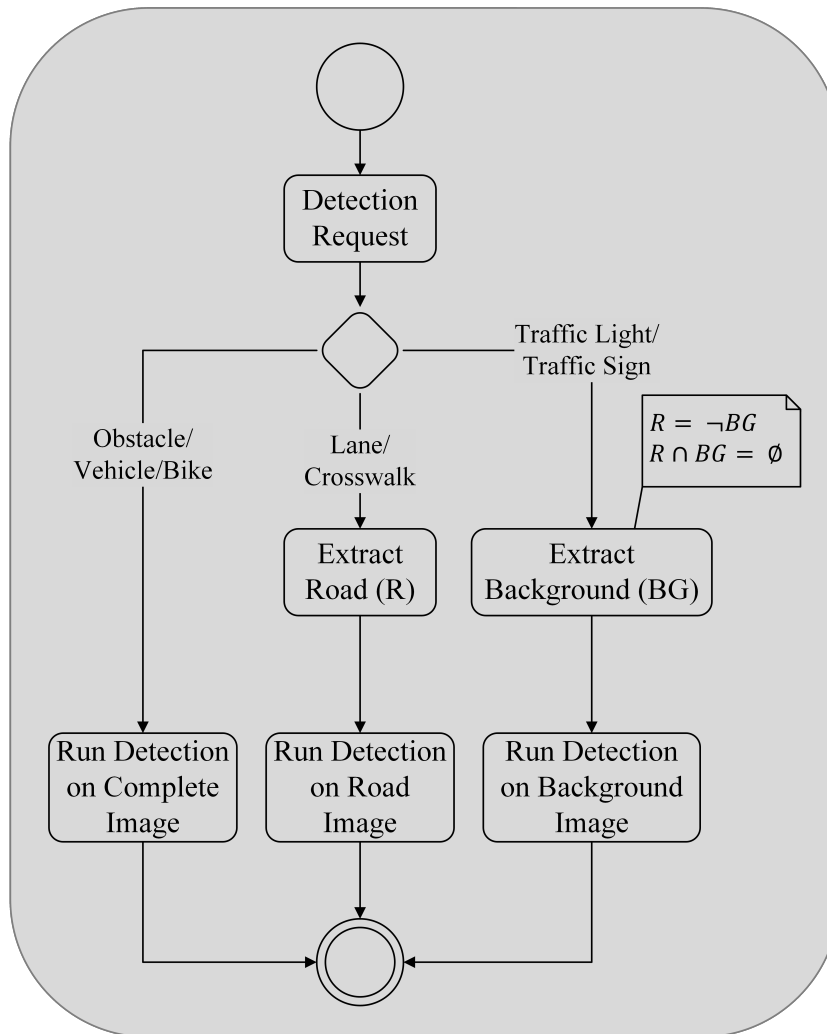 Detection
Request
Traffic Light/
Traffic Sign
Obstacle/
Vehicle/Bike
Lane/
Crosswalk
R = ¬BG
R ∩ BG = ∅
Extract
Road (R)
Extract
Background (BG)
Run Detection
on Complete
Image
Run Detection
on Road
Image
Run Detection
on Background
Image